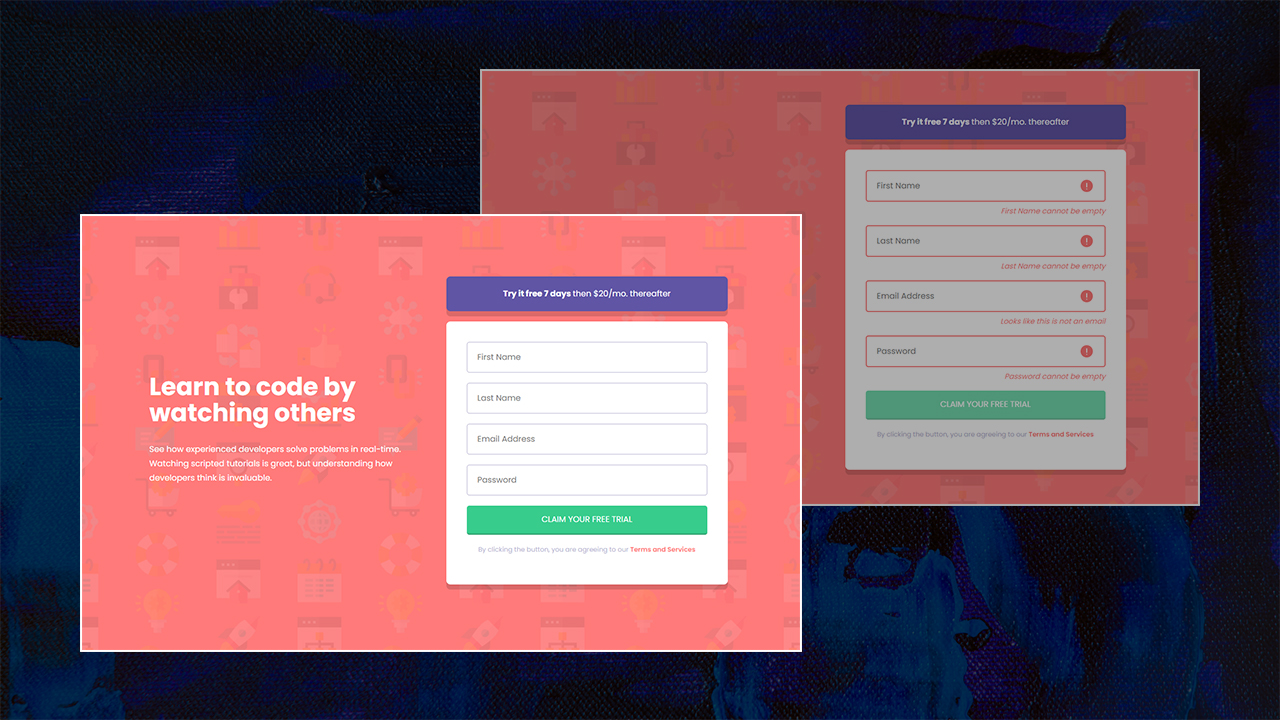 Learn to code by
watching others
See how experienced developers solve problems in real-time.
Watching scripted tutorials is great, but understanding how
developers think is invaluable.
Try it free 7 days then $20/mo. thereafter
First Name
Last Name
Email Address
Password
CLAIM YOUR FREE TRIAL
By clicking the button, you are agreeing to our Terms and Services
Try it free 7 days then $20/mo. thereafter
First Name
First Name cannot be empty
Last Name
Last Name cannot be empty
Email Address
Looks like this is not an email
Password
Password cannot be empty
CLAIM YOUR FREE TRIAL
By clicking the button, you are agreeing to our Terms and Services